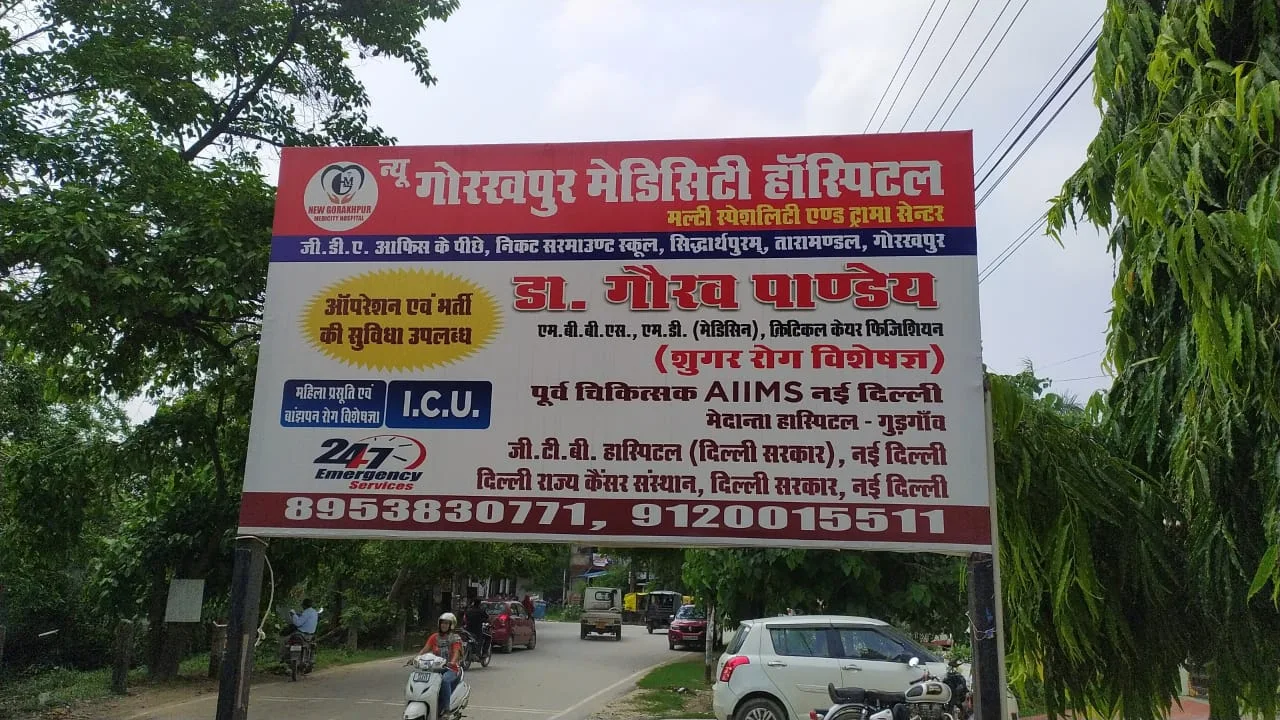 न्यू गोरखपुर मेडिसिटी हॉस्पिटल
NEW GORAKHPUR
MEDICITY HOSPITAL
मल्टी स्पेशलिटी एण्ड ट्रामा सेन्टर
जी.डी.ए. आफिस के पीछे, निकट सरमाउण्ट स्कूल, सिद्धार्थपुरम्, तारामण्डल, गोरखपुर
ऑपरेशन एवं भर्ती
की सुविधा उपलब्ध
डा. गौरव पाण्डेय
एम.बी.बी.एस., एम.डी. (मेडिसिन), क्रिटिकल केयर फिजिशियन
(शुगर रोग विशेषज्ञ)
महिला प्रसूति एवं
बांझपन रोग विशेषज्ञ
I.C.U.
पूर्व चिकित्सक AIIMS नई दिल्ली
मेदान्ता हास्पिटल - गुड़गाँव
24x7
Emergency
Services
जी.टी.बी. हास्पिटल (दिल्ली सरकार), नई दिल्ली
दिल्ली राज्य कैंसर संस्थान, दिल्ली सरकार, नई दिल्ली
8953830771, 9120015511